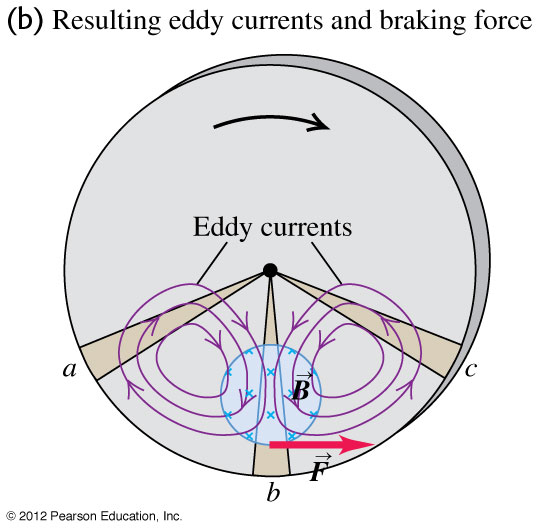 (b) Resulting eddy currents and braking force
Eddy currents
a
c
B
F
b
© 2012 Pearson Education, Inc.